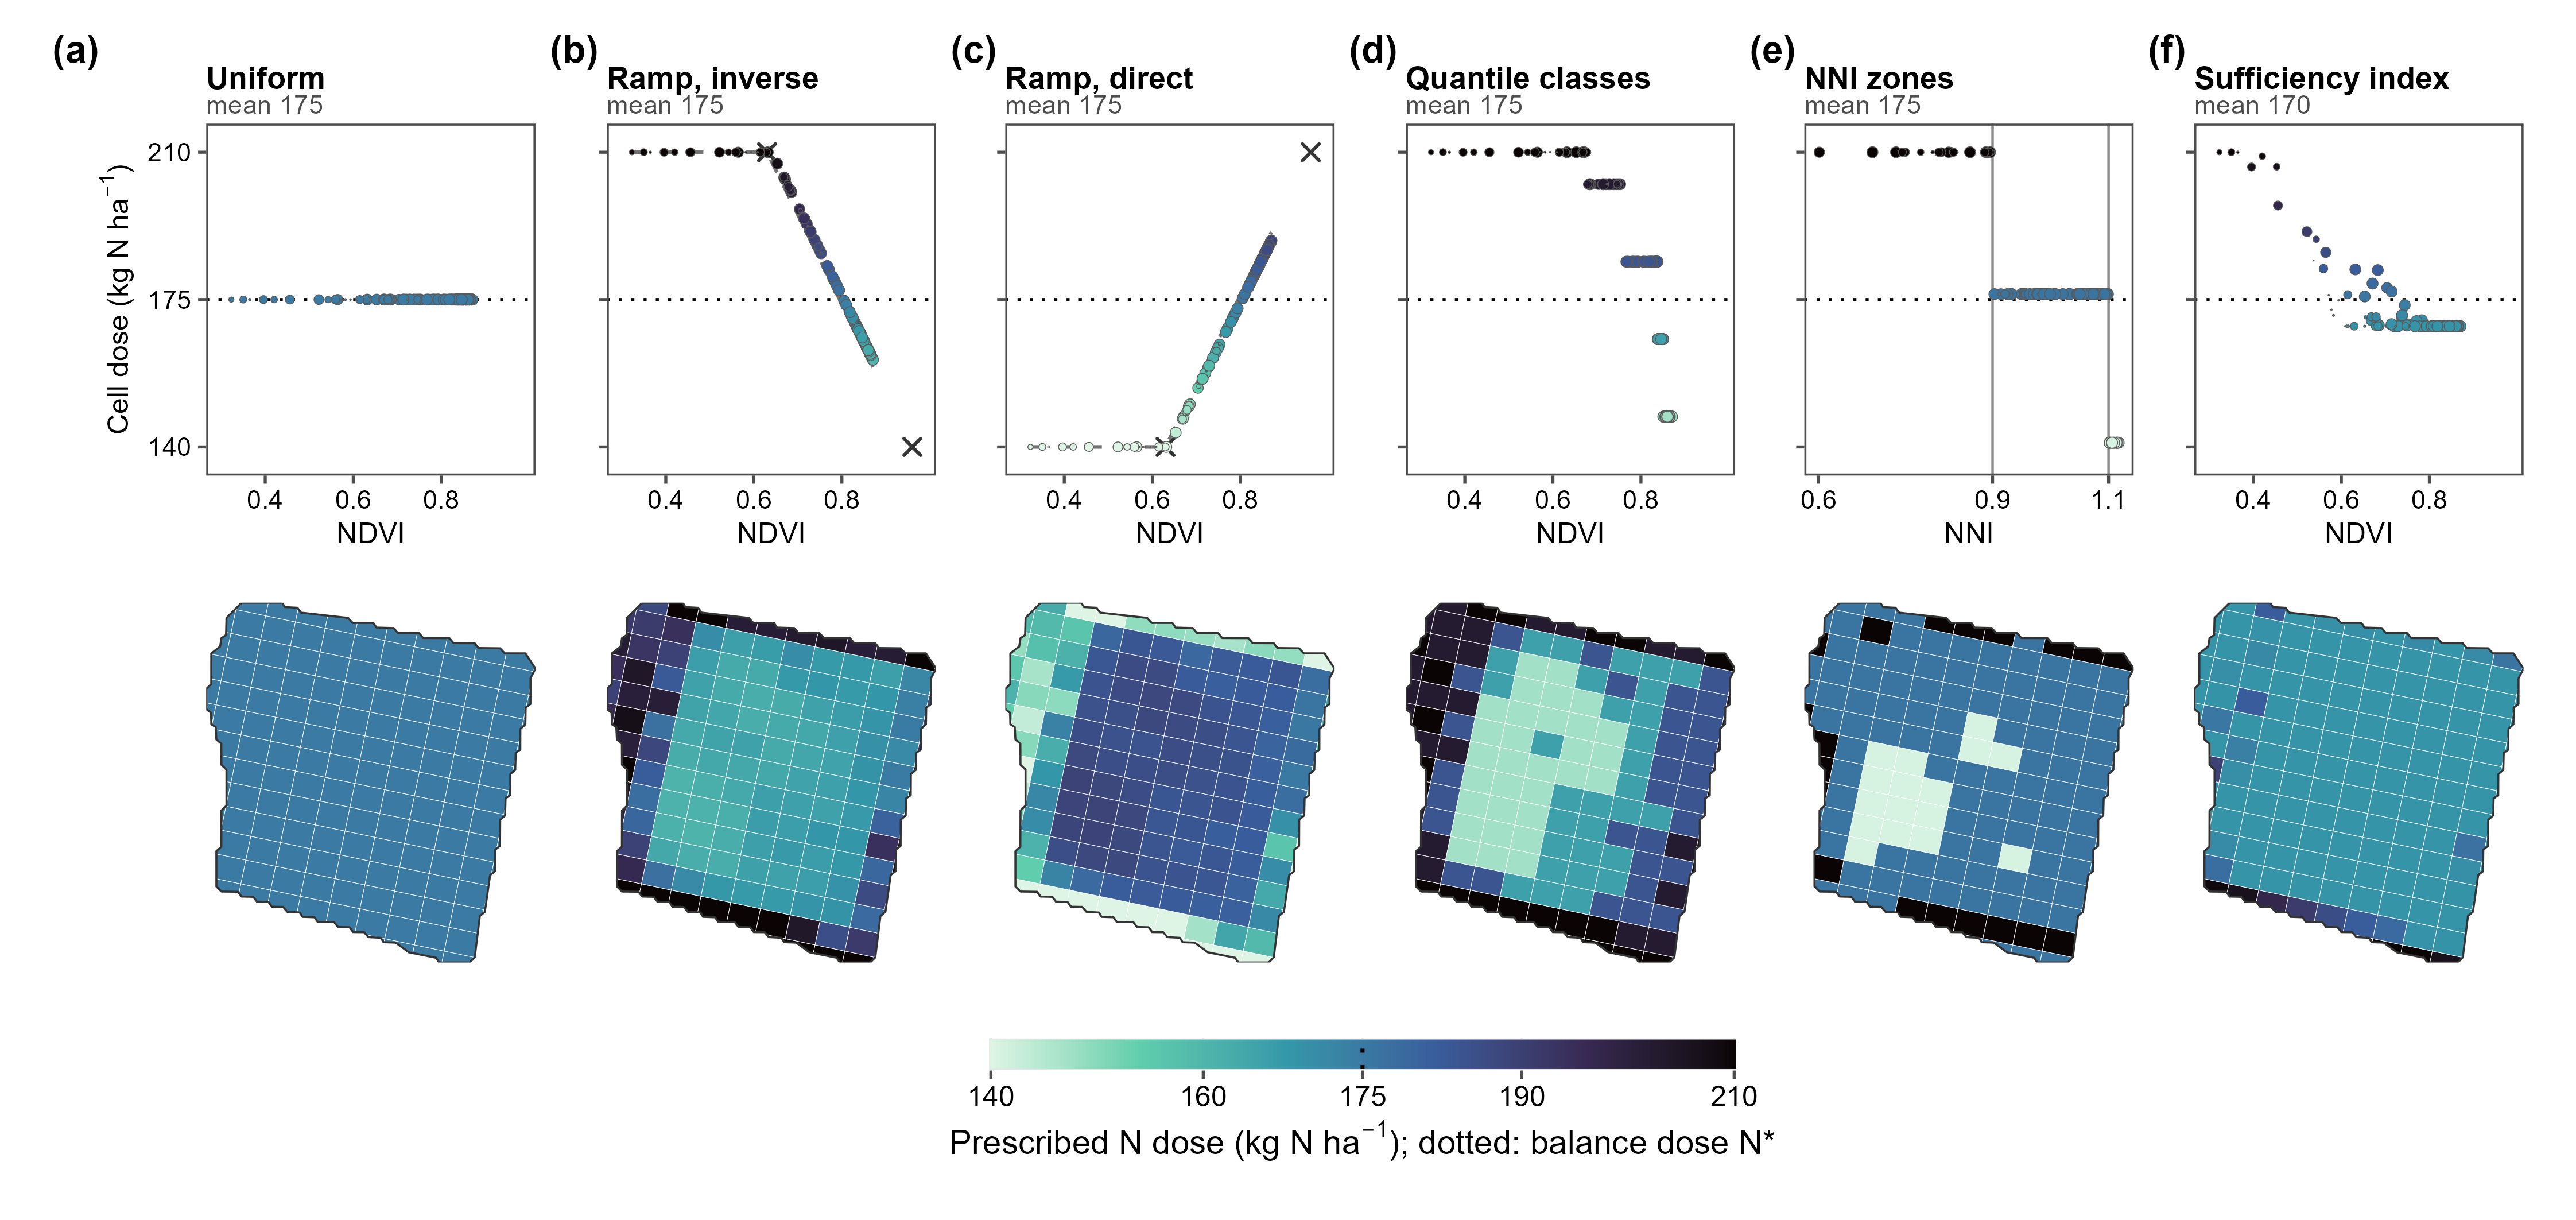 (a) (b) (c) (d) (e) (f)
Uniform
mean 175
Ramp, inverse
mean 175
Ramp, direct
mean 175
Quantile classes
mean 175
NNI zones
mean 175
Sufficiency index
mean 170
Cell dose (kg N ha⁻¹)
210
175
140
0.4 0.6 0.8
NDVI
0.4 0.6 0.8
NDVI
0.4 0.6 0.8
NDVI
0.4 0.6 0.8
NDVI
0.6 0.9 1.1
NNI
0.4 0.6 0.8
NDVI
140 160 175 190 210
Prescribed N dose (kg N ha⁻¹); dotted: balance dose N*